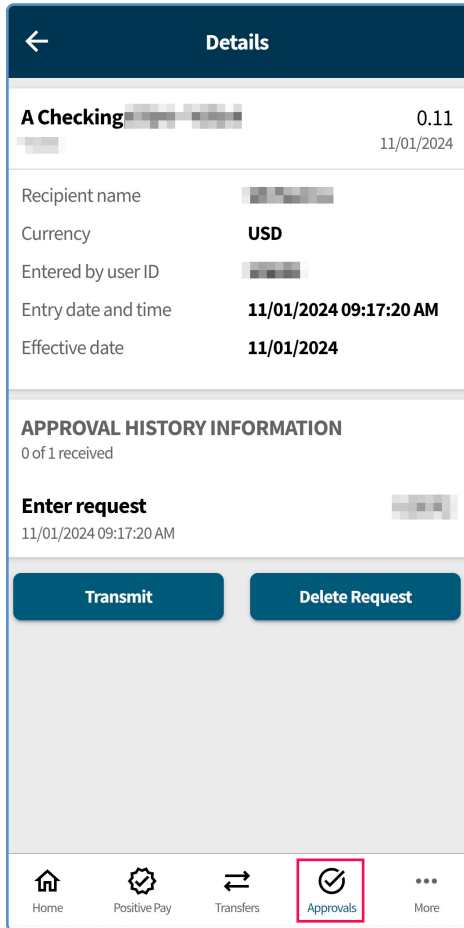 Details
A Checking 0.11
11/01/2024
Recipient name
Currency USD
Entered by user ID
Entry date and time 11/01/2024 09:17:20 AM
Effective date 11/01/2024
APPROVAL HISTORY INFORMATION
0 of 1 received
Enter request
11/01/2024 09:17:20 AM
Transmit Delete Request
Home Positive Pay Transfers Approvals More